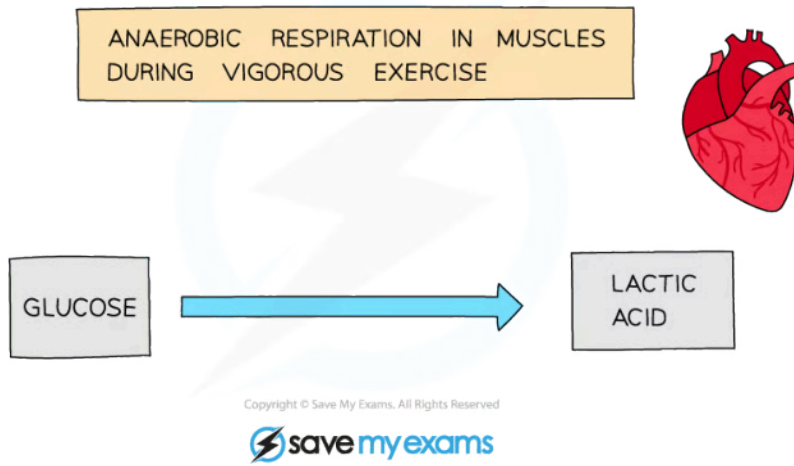 ANAEROBIC RESPIRATION IN MUSCLES
DURING VIGOROUS EXERCISE
GLUCOSE
LACTIC
ACID
Copyright © Save My Exams. All Rights Reserved
save my exams